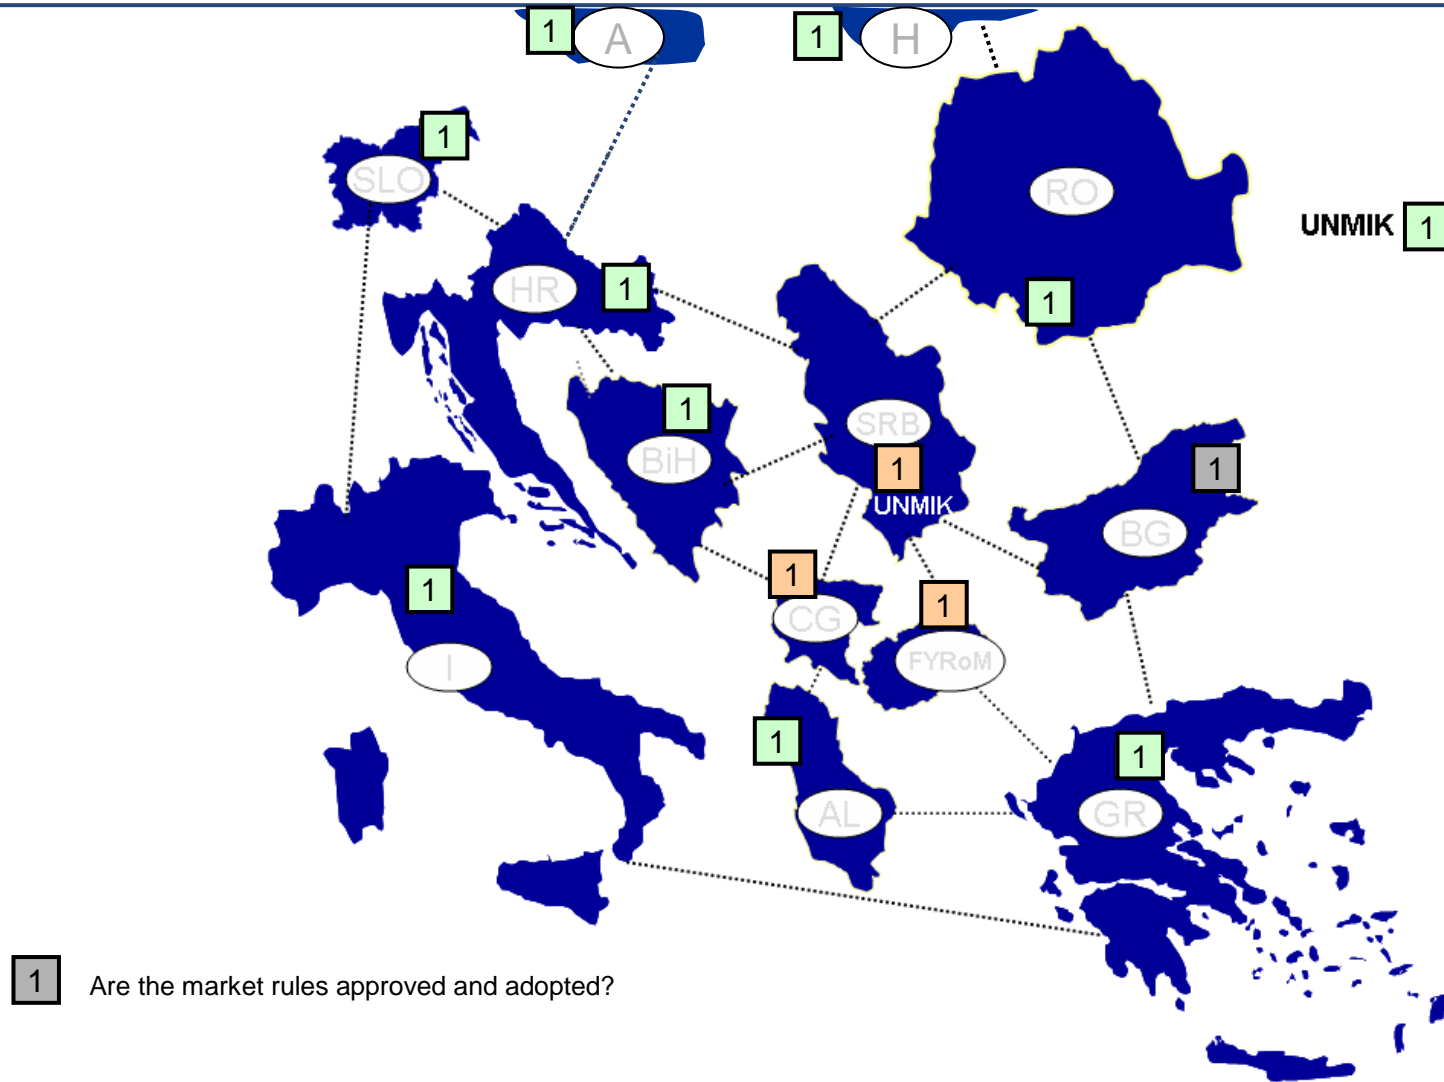 1 A
1 H
1
SLO
RO
UNMIK 1
HR 1
1
1
SRB
BiH
1
1
UNMIK
BG
1
1
1
CG
FYRoM
I
1
1
AL
GR
1 Are the market rules approved and adopted?